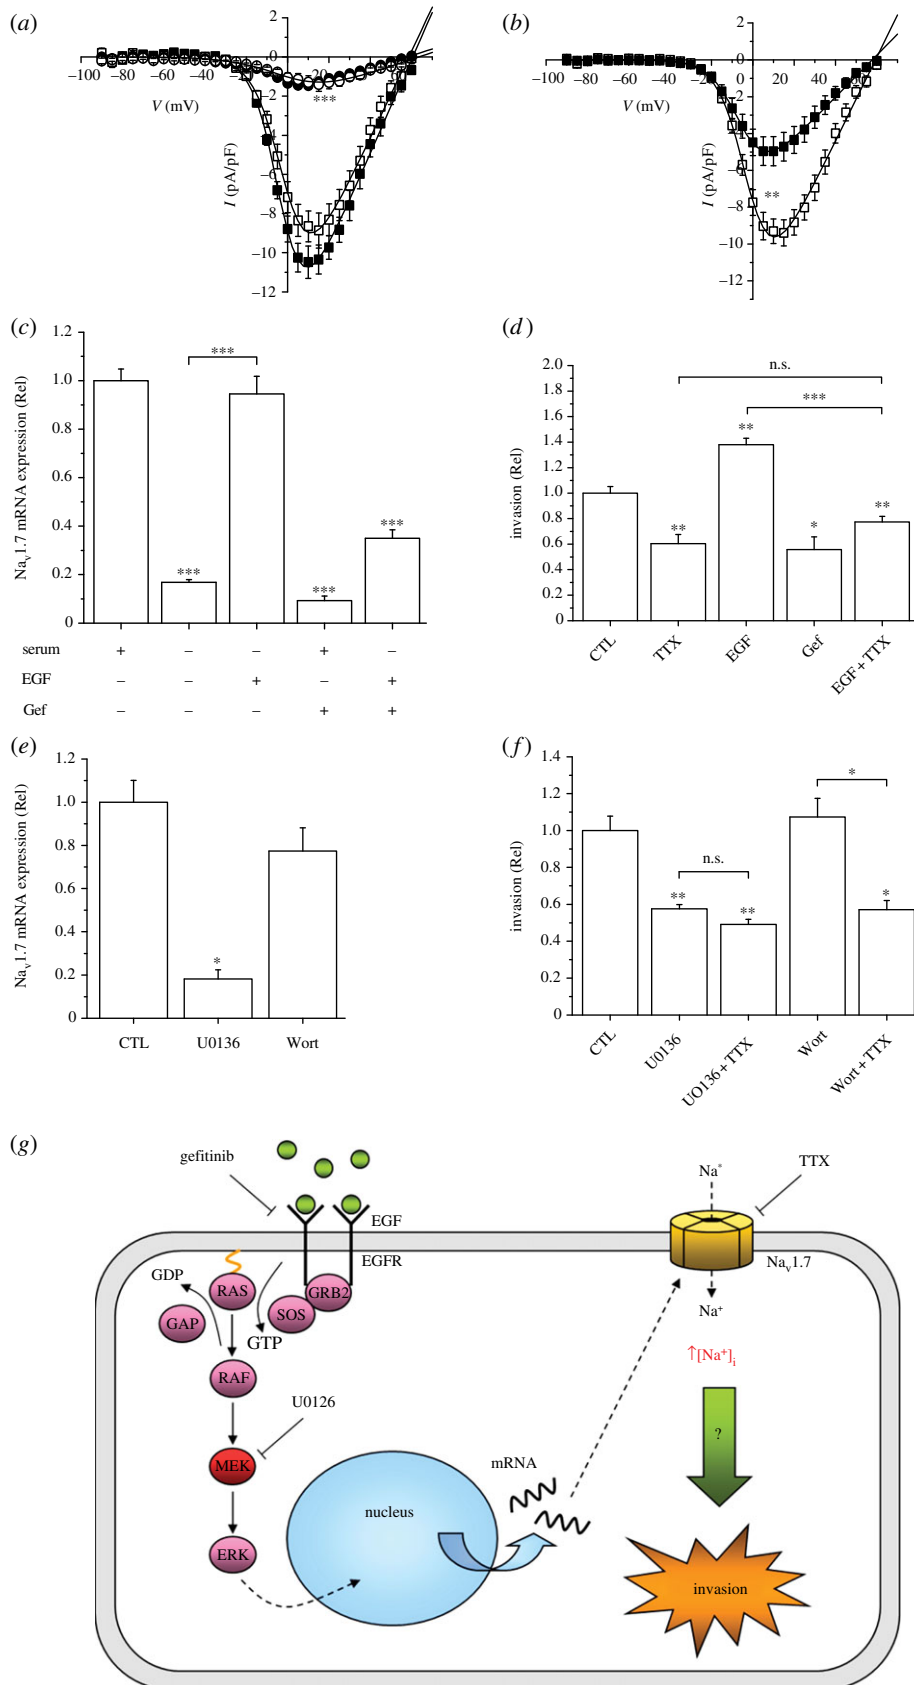 (a)
2
0
–2
–4
–6
–8
–10
–12
–100 –80 –60 –40 –20 0 20 40 60
V (mV)
I (pA/pF)
***
(b)
2
0
–2
–4
–6
–8
–10
–12
–100 –80 –60 –40 –20 0 20 40 60
V (mV)
I (pA/pF)
**
(c)
Nav1.7 mRNA expression (Rel)
1.2
1.0
0.8
0.6
0.4
0.2
0
***
***
***
***
serum + – – + –
EGF – – + – +
Gef – – – + +
(d)
invasion (Rel)
2.0
1.8
1.6
1.4
1.2
1.0
0.8
0.6
0.4
0.2
0
n.s.
***
**
**
*
**
CTL
TTX
EGF
Gef
EGF + TTX
(e)
Nav1.7 mRNA expression (Rel)
1.2
1.0
0.8
0.6
0.4
0.2
0
*
CTL
U0136
Wort
(f)
invasion (Rel)
1.4
1.2
1.0
0.8
0.6
0.4
0.2
0
n.s.
*
**
**
*
CTL
U0136
UO136 + TTX
Wort
Wort + TTX
(g)
gefitinib
EGF
EGFR
GDP
RAS
GRB2
SOS
GAP
GTP
RAF
U0126
MEK
ERK
nucleus
mRNA
Na+
TTX
Nav1.7
Na+
↑[Na+]i
?
invasion